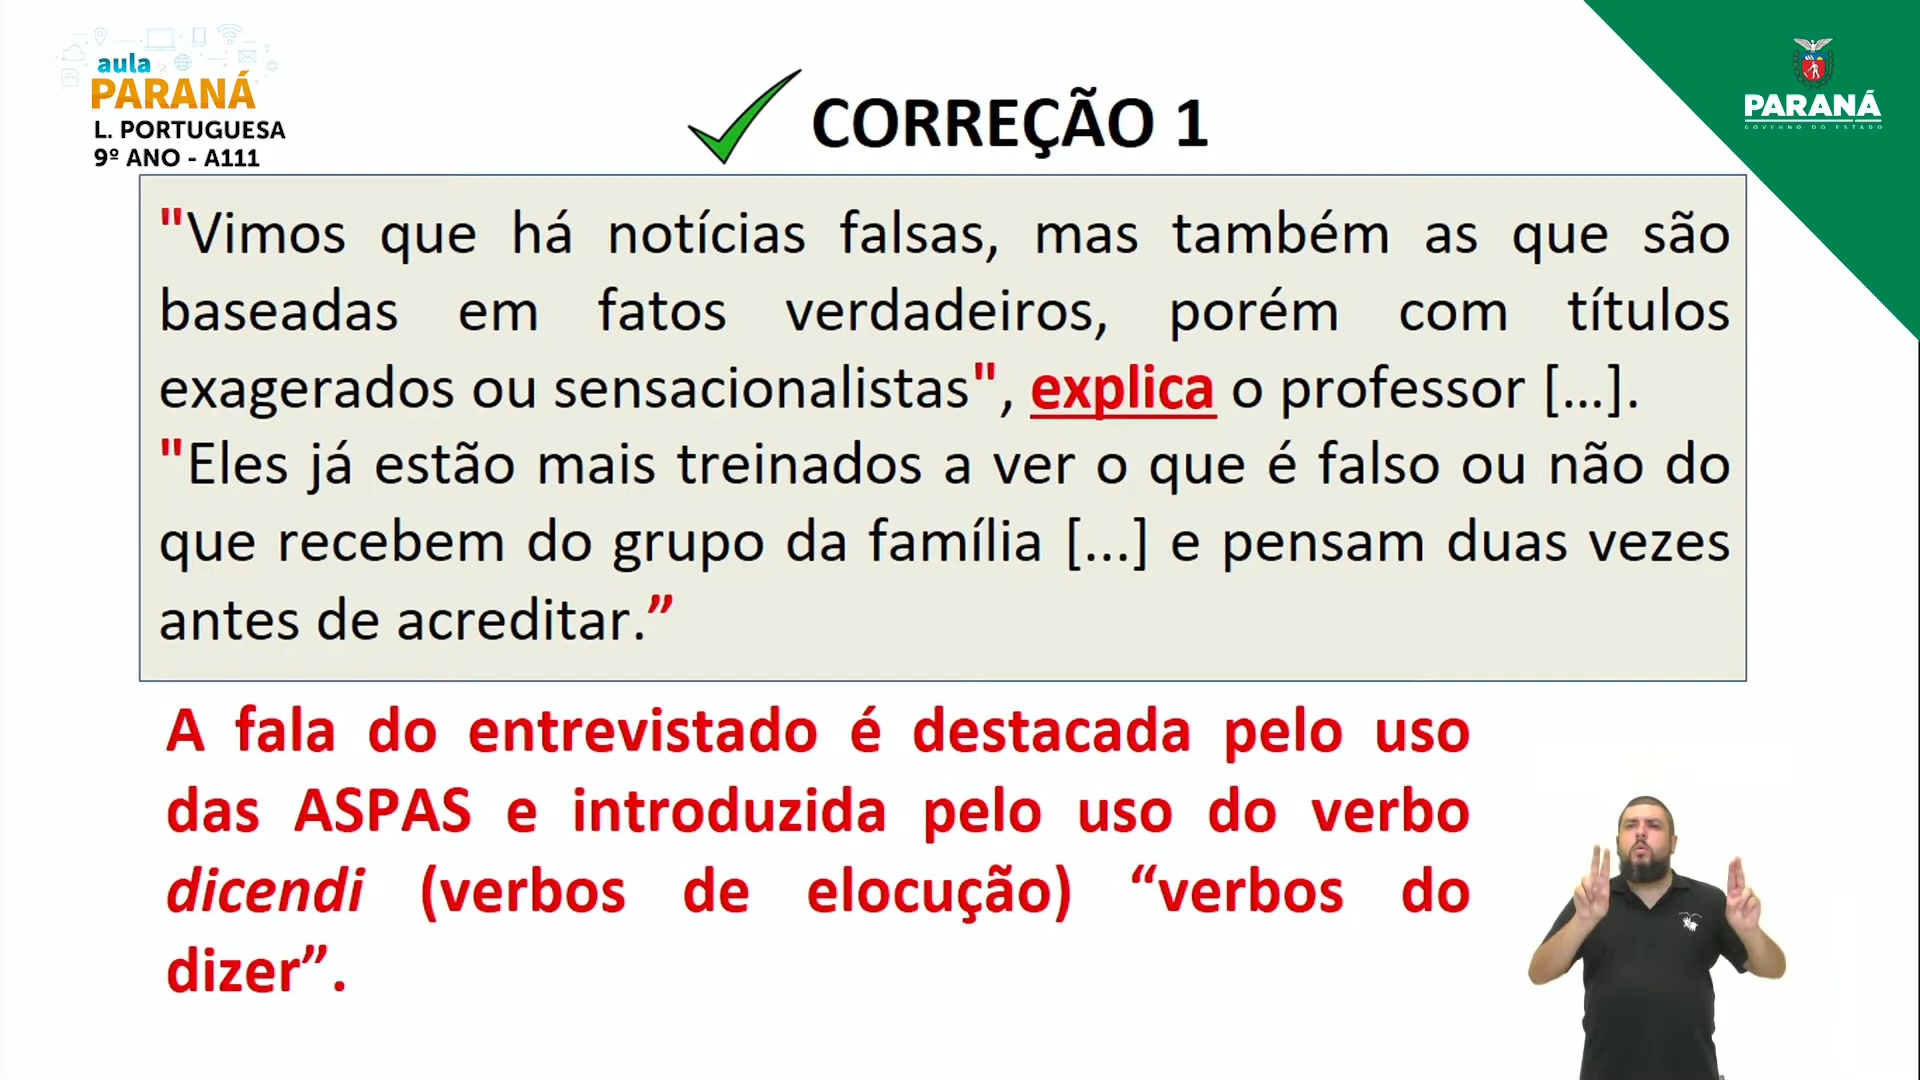 aula
PARANÁ
L. PORTUGUESA
9º ANO - A111
CORREÇÃO 1
PARANÁ
GOVERNO DO ESTADO
"Vimos que há notícias falsas, mas também as que são
baseadas em fatos verdadeiros, porém com títulos
exagerados ou sensacionalistas", explica o professor [...].
"Eles já estão mais treinados a ver o que é falso ou não do
que recebem do grupo da família [...] e pensam duas vezes
antes de acreditar.”
A fala do entrevistado é destacada pelo uso
das ASPAS e introduzida pelo uso do verbo
dicendi (verbos de elocução) “verbos do
dizer”.